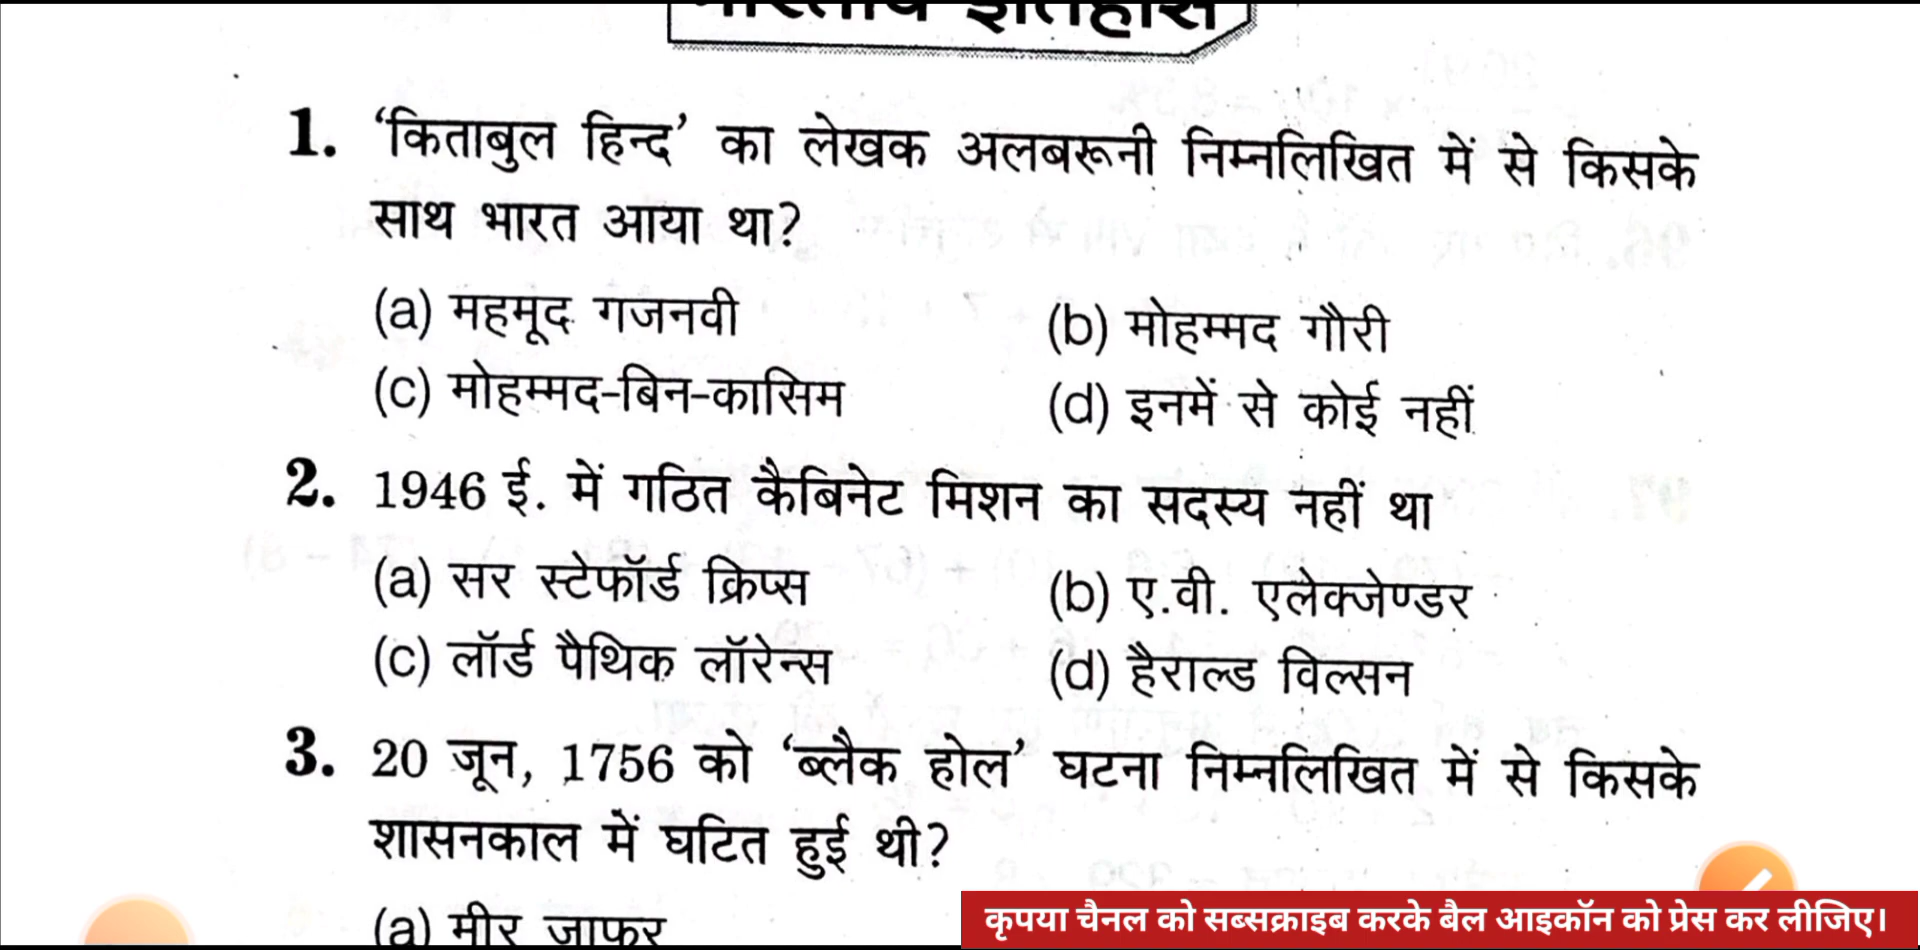 भारतीय इतिहास
1. ‘किताबुल हिन्द’ का लेखक अलबरूनी निम्नलिखित में से किसके
साथ भारत आया था?
(a) महमूद गजनवी (b) मोहम्मद गौरी
(c) मोहम्मद-बिन-कासिम (d) इनमें से कोई नहीं
2. 1946 ई. में गठित कैबिनेट मिशन का सदस्य नहीं था
(a) सर स्टेफॉर्ड क्रिप्स (b) ए.वी. एलेक्जेण्डर
(c) लॉर्ड पैथिक लॉरेन्स (d) हैराल्ड विल्सन
3. 20 जून, 1756 को ‘ब्लैक होल’ घटना निम्नलिखित में से किसके
शासनकाल में घटित हुई थी?
(a) मीर जाफर
कृपया चैनल को सब्सक्राइब करके बैल आइकॉन को प्रेस कर लीजिए।